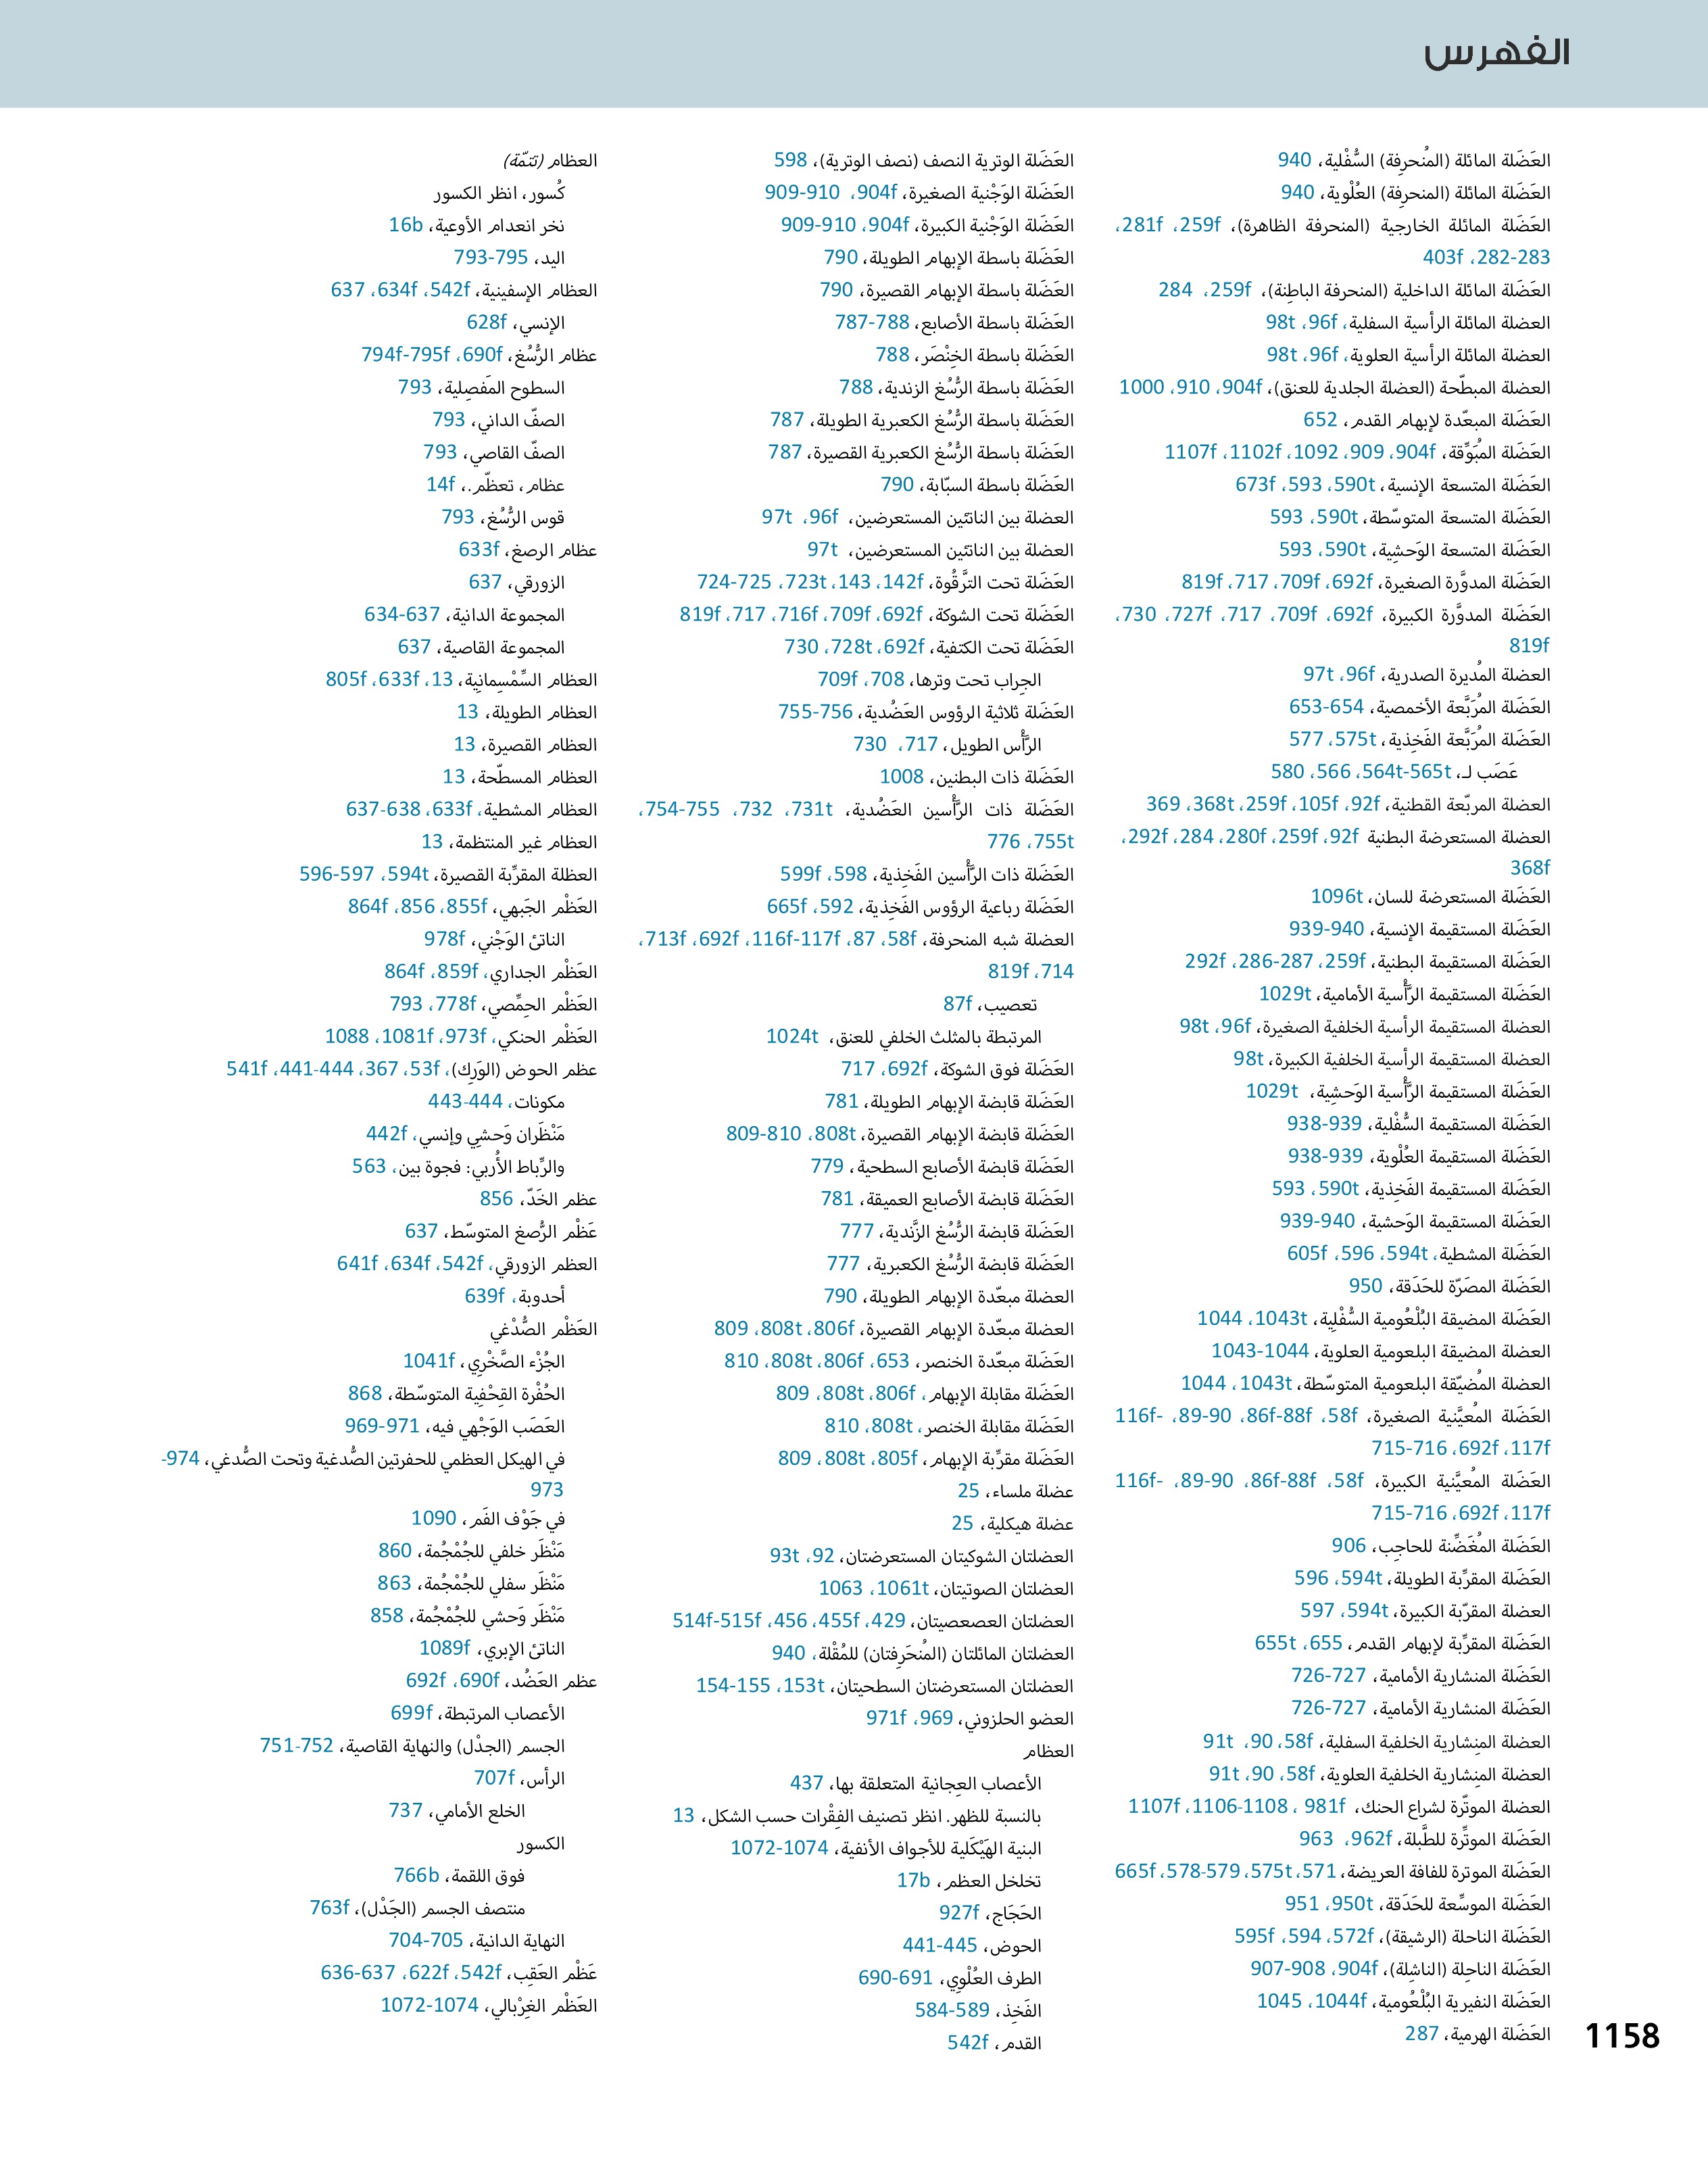 الفهرس
العَضَلة المائلة (المُنحرِفة) السُّفْلية، 940
العَضَلة المائلة (المنحرِفة) العُلْوية، 940
العَضَلة المائلة الخارجية (المنحرفة الظاهرة)، 259f، 281f،
282-283، 403f
العَضَلة المائلة الداخلية (المنحرفة الباطِنة)، 259f، 284
العضلة المائلة الرأسية السفلية، 96f، 98t
العضلة المائلة الرأسية العلوية، 96f، 98t
العضلة المبطّحة (العضلة الجلدية للعنق)، 904f، 910، 1000
العَضَلة المبعّدة لإبهام القدم، 652
العَضَلة المُبَوِّقة، 904f، 909، 1092، 1102f، 1107f
العَضَلة المتسعة الإنسية، 590t، 593، 673f
العَضَلة المتسعة المتوسّطة، 590t، 593
العَضَلة المتسعة الوَحشِية، 590t، 593
العَضَلة المدوَّرة الصغيرة، 692f، 709f، 717، 819f
العَضَلة المدوَّرة الكبيرة، 692f، 709f، 717، 727f، 730،
819f
العضلة المُديرة الصدرية، 96f، 97t
العَضَلة المُرَبَّعة الأخمصية، 653-654
العَضَلة المُرَبَّعة الفَخِذية، 575t، 577
عَصَب لـ، 564t-565t، 566، 580
العضلة المربّعة القطنية، 92f، 105f، 259f، 368t، 369
العضلة المستعرضة البطنية 92f، 259f، 280f، 284، 292f،
368f
العَضَلة المستعرضة للسان، 1096t
العَضَلة المستقيمة الإنسية، 939-940
العَضَلة المستقيمة البطنية، 259f، 286-287، 292f
العَضَلة المستقيمة الرَّأسية الأمامية، 1029t
العضلة المستقيمة الرأسية الخلفية الصغيرة، 96f، 98t
العضلة المستقيمة الرأسية الخلفية الكبيرة، 98t
العَضَلة المستقيمة الرَّأسية الوَحشِية، 1029t
العَضَلة المستقيمة السُّفْلية، 938-939
العَضَلة المستقيمة العُلْوية، 938-939
العَضَلة المستقيمة الفَخِذية، 590t، 593
العَضَلة المستقيمة الوَحشية، 939-940
العَضَلة المشطية، 594t، 596، 605f
العَضَلة المصَرّة للحَدَقة، 950
العَضَلة المضيقة البُلْعُومية السُّفْلِية، 1043t، 1044
العضلة المضيقة البلعومية العلوية، 1043-1044
العضلة المُضيّقة البلعومية المتوسّطة، 1043t، 1044
العَضَلة المُعيَّنية الصغيرة، 58f، 86f-88f، 89-90، 116f-
117f، 692f، 715-716
العَضَلة المُعيَّنية الكبيرة، 58f، 86f-88f، 89-90، 116f-
117f، 692f، 715-716
العَضَلة المُغَضِّنة للحاجِب، 906
العَضَلة المقرِّبة الطويلة، 594t، 596
العضلة المقرّبة الكبيرة، 594t، 597
العَضَلة المقرِّبة لإبهام القدم، 655، 655t
العَضَلة المنشارية الأمامية، 726-727
العَضَلة المنشارية الأمامية، 726-727
العضلة المِنشارية الخلفية السفلية، 58f، 90، 91t
العضلة المِنشارية الخلفية العلوية، 58f، 90، 91t
العضلة الموتّرة لشراع الحنك، 981f ، 1106-1108، 1107f
العَضَلة الموتِّرة للطَّبلة، 962f، 963
العَضَلة الموترة للفافة العريضة، 571، 575t، 578-579، 665f
العَضَلة الموسِّعة للحَدَقة، 950t، 951
العَضَلة الناحلة (الرشيقة)، 572f، 594، 595f
العَضَلة الناحِلة (الناشِلة)، 904f، 907-908
العَضَلة النفيرية البُلْعُومية، 1044f، 1045
العَضَلة الهرمية، 287
العَضَلة الوترية النصف (نصف الوترية)، 598
العَضَلة الوَجْنية الصغيرة، 904f، 909-910
العَضَلة الوَجْنية الكبيرة، 904f، 909-910
العَضَلة باسطة الإبهام الطويلة، 790
العَضَلة باسطة الإبهام القصيرة، 790
العَضَلة باسطة الأصابع، 787-788
العَضَلة باسطة الخِنْصَر، 788
العَضَلة باسطة الرُّسُغ الزندية، 788
العَضَلة باسطة الرُّسُغ الكعبرية الطويلة، 787
العَضَلة باسطة الرُّسُغ الكعبرية القصيرة، 787
العَضَلة باسطة السبّابة، 790
العضلة بين الناتئين المستعرضين، 96f، 97t
العضلة بين الناتئين المستعرضين، 97t
العَضَلة تحت التَّرقُوة، 142f، 143، 723t، 724-725
العَضَلة تحت الشوكة، 692f، 709f، 716f، 717، 819f
العَضَلة تحت الكتفية، 692f، 728t، 730
الجِراب تحت وترها، 708، 709f
العَضَلة ثلاثية الرؤوس العَضُدية، 755-756
الرَّأس الطويل، 717، 730
العَضَلة ذات البطنين، 1008
العَضَلة ذات الرَّأسين العَضُدية، 731t، 732، 754-755،
755t، 776
العَضَلة ذات الرَّأسين الفَخِذية، 598، 599f
العَضَلة رباعية الرؤوس الفَخِذية، 592، 665f
العضلة شبه المنحرفة، 58f، 87، 116f-117f، 692f، 713f،
714، 819f
تعصيب، 87f
المرتبطة بالمثلث الخلفي للعنق، 1024t
العَضَلة فوق الشوكة، 692f، 717
العَضَلة قابضة الإبهام الطويلة، 781
العَضَلة قابضة الإبهام القصيرة، 808t، 809-810
العَضَلة قابضة الأصابع السطحية، 779
العَضَلة قابضة الأصابع العميقة، 781
العَضَلة قابضة الرُّسُغ الزَّندية، 777
العَضَلة قابضة الرُّسُغ الكعبرية، 777
العضلة مبعّدة الإبهام الطويلة، 790
العضلة مبعّدة الإبهام القصيرة، 806f، 808t، 809
العَضَلة مبعّدة الخنصر، 653، 806f، 808t، 810
العَضَلة مقابلة الإبهام، 806f، 808t، 809
العَضَلة مقابلة الخنصر، 808t، 810
العَضَلة مقرِّبة الإبهام، 805f، 808t، 809
عضلة ملساء، 25
عضلة هيكلية، 25
العضلتان الشوكيتان المستعرضتان، 92، 93t
العضلتان الصوتيتان، 1061t، 1063
العضلتان العصعصيتان، 429، 455f، 456، 514f-515f
العضلتان المائلتان (المُنحَرِفتان) للمُقْلة، 940
العضلتان المستعرضتان السطحيتان، 153t، 154-155
العضو الحلزوني، 969، 971f
العظام
الأعصاب العِجانية المتعلقة بها، 437
بالنسبة للظهر. انظر تصنيف الفِقْرات حسب الشكل، 13
البنية الهَيْكَلية للأجواف الأنفية، 1072-1074
تخلخل العظم، 17b
الحَجَاج، 927f
الحوض، 441-445
الطرف العُلْوِي، 690-691
الفَخِذ، 584-589
القدم، 542f
العظام (تتمّة)
كُسور، انظر الكسور
نخر انعدام الأوعية، 16b
اليد، 793-795
العظام الإسفينية، 542f، 634f، 637
الإنسي، 628f
عظام الرُّسُغ، 690f، 794f-795f
السطوح المَفصِلية، 793
الصفّ الداني، 793
الصفّ القاصي، 793
عظام، تعظّم.، 14f
قوس الرُّسُغ، 793
عظام الرصغ، 633f
الزورقي، 637
المجموعة الدانية، 634-637
المجموعة القاصية، 637
العظام السِّمْسِمانِية، 13، 633f، 805f
العظام الطويلة، 13
العظام القصيرة، 13
العظام المسطّحة، 13
العظام المشطية، 633f، 637-638
العظام غير المنتظمة، 13
العظلة المقرِّبة القصيرة، 594t، 596-597
العَظْم الجَبهي، 855f، 856، 864f
الناتئ الوَجْني، 978f
العَظْم الجداري، 859f، 864f
العَظْم الحِمِّصي، 778f، 793
العَظْم الحنكي، 973f، 1081f، 1088
عظم الحوض (الوَرِك)، 53f، 367، 441-444، 541f
مكونات، 443-444
مَنْظَران وَحشِي وإنسي، 442f
والرِّباط الأُربي: فجوة بين، 563
عظم الخَدّ، 856
عَظْم الرُّصغ المتوسّط، 637
العظم الزورقي، 542f، 634f، 641f
أحدوبة، 639f
العَظْم الصُّدْغي
الجُزْء الصَّخْرِي، 1041f
الحُفْرة القِحْفِية المتوسّطة، 868
العَصَب الوَجْهي فيه، 969-971
في الهيكل العظمي للحفرتين الصُّدغية وتحت الصُّدغي، 974-
973
في جَوْف الفَم، 1090
مَنْظَر خلفي للجُمْجُمة، 860
مَنْظَر سفلي للجُمْجُمة، 863
مَنْظَر وَحشي للجُمْجُمة، 858
الناتئ الإبري، 1089f
عظم العَضُد، 690f، 692f
الأعصاب المرتبطة، 699f
الجسم (الجدْل) والنهاية القاصية، 751-752
الرأس، 707f
الخلع الأمامي، 737
الكسور
فوق اللقمة، 766b
منتصف الجسم (الجَدْل)، 763f
النهاية الدانية، 704-705
عَظْم العَقِب، 542f، 622f، 636-637
العَظْم الغِرْبالي، 1072-1074
1158